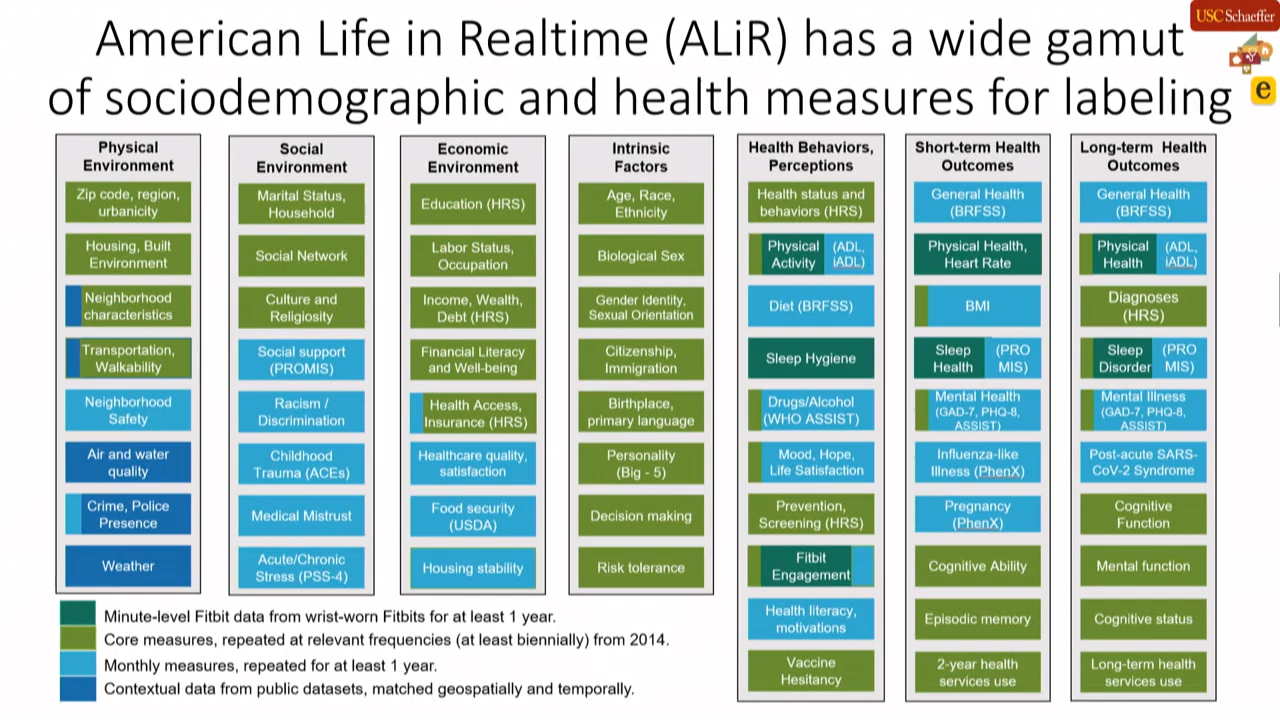 USC Schaeffer
American Life in Realtime (ALiR) has a wide gamut
of sociodemographic and health measures for labeling
e
Physical
Environment
Zip code, region,
urbanicity
Housing, Built
Environment
Neighborhood
characteristics
Transportation,
Walkability
Neighborhood
Safety
Air and water
quality
Crime, Police
Presence
Weather
Social
Environment
Marital Status,
Household
Social Network
Culture and
Religiosity
Social support
(PROMIS)
Racism /
Discrimination
Childhood
Trauma (ACEs)
Medical Mistrust
Acute/Chronic
Stress (PSS-4)
Economic
Environment
Education (HRS)
Labor Status,
Occupation
Income, Wealth,
Debt (HRS)
Financial Literacy
and Well-being
Health Access,
Insurance (HRS)
Healthcare quality,
satisfaction
Food security
(USDA)
Housing stability
Intrinsic
Factors
Age, Race,
Ethnicity
Biological Sex
Gender Identity,
Sexual Orientation
Citizenship,
Immigration
Birthplace,
primary language
Personality
(Big - 5)
Decision making
Risk tolerance
Health Behaviors,
Perceptions
Health status and
behaviors (HRS)
Physical
Activity
(ADL,
iADL)
Diet (BRFSS)
Sleep Hygiene
Drugs/Alcohol
(WHO ASSIST)
Mood, Hope,
Life Satisfaction
Prevention,
Screening (HRS)
Fitbit
Engagement
Health literacy,
motivations
Vaccine
Hesitancy
Short-term Health
Outcomes
General Health
(BRFSS)
Physical Health,
Heart Rate
BMI
Sleep
Health
(PRO
MIS)
Mental Health
(GAD-7, PHQ-8,
ASSIST)
Influenza-like
Illness (PhenX)
Pregnancy
(PhenX)
Cognitive Ability
Episodic memory
2-year health
services use
Long-term Health
Outcomes
General Health
(BRFSS)
Physical
Health
(ADL,
iADL)
Diagnoses
(HRS)
Sleep
Disorder
(PRO
MIS)
Mental Illness
(GAD-7, PHQ-8,
ASSIST)
Post-acute SARS-
CoV-2 Syndrome
Cognitive
Function
Mental function
Cognitive status
Long-term health
services use
Minute-level Fitbit data from wrist-worn Fitbits for at least 1 year.
Core measures, repeated at relevant frequencies (at least biennially) from 2014.
Monthly measures, repeated for at least 1 year.
Contextual data from public datasets, matched geospatially and temporally.